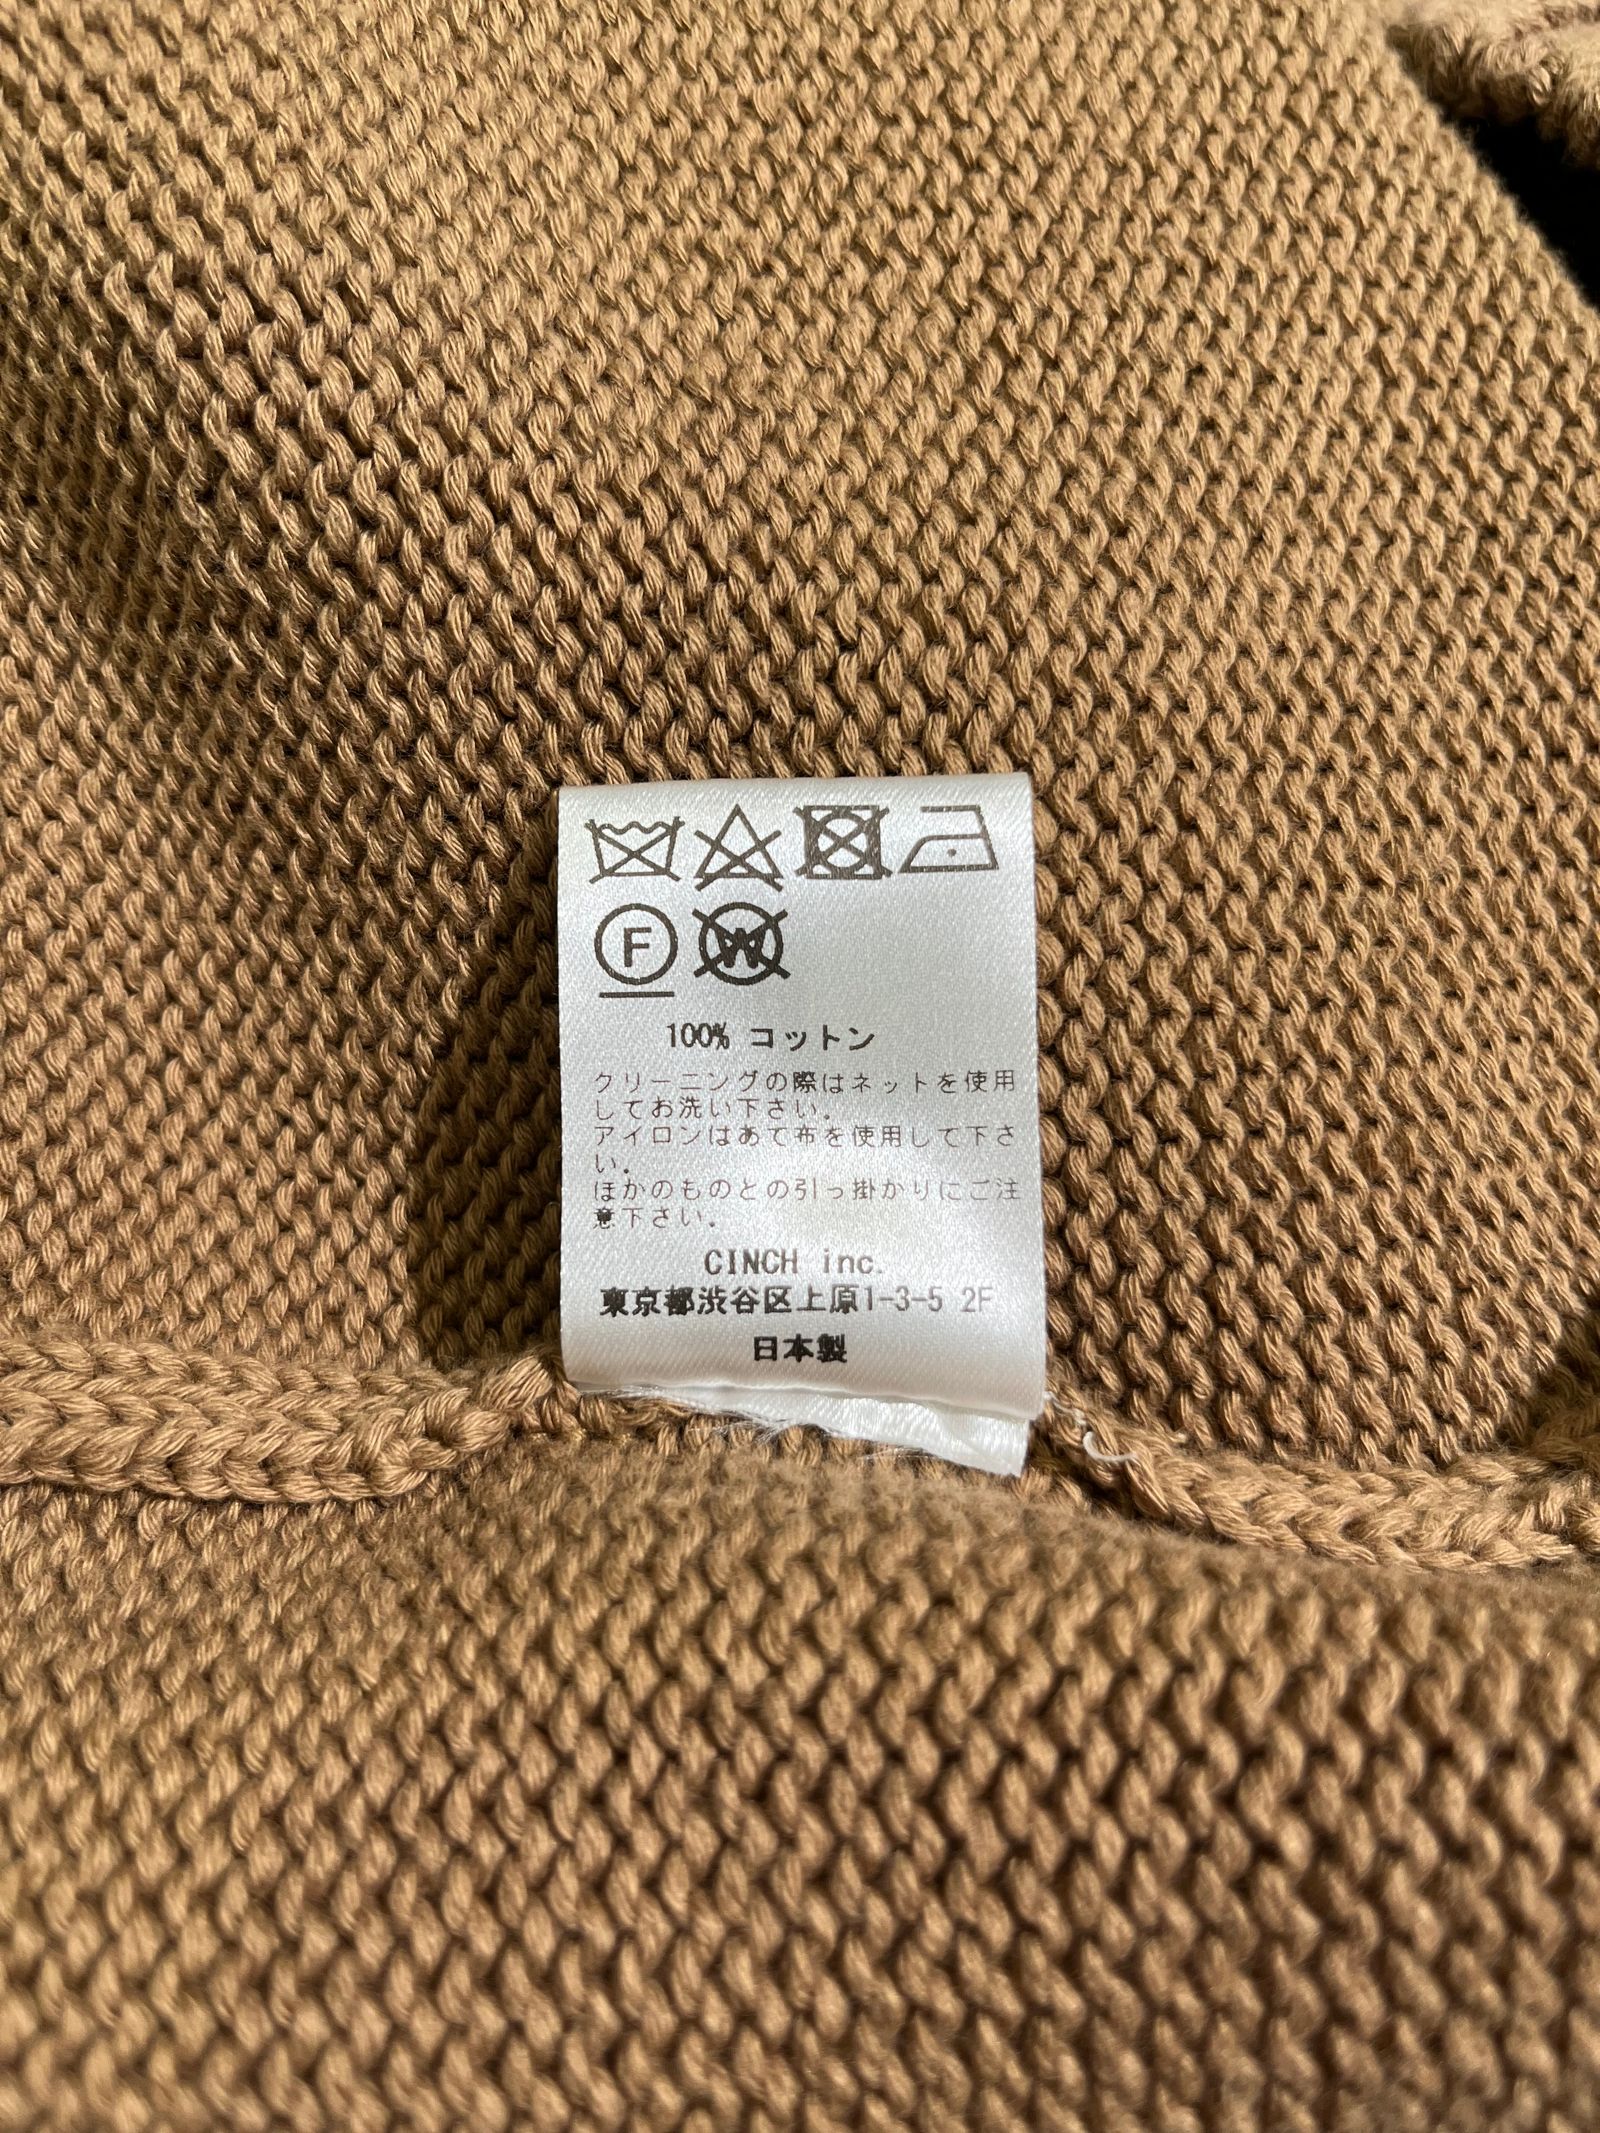 F W
100% コットン
クリーニングの際はネットを使用
してお洗い下さい。
アイロンはあて布を使用して下さ
い。
ほかのものとの引っ掛かりにご注
意下さい。
CINCH inc.
東京都渋谷区上原1-3-5 2F
日本製